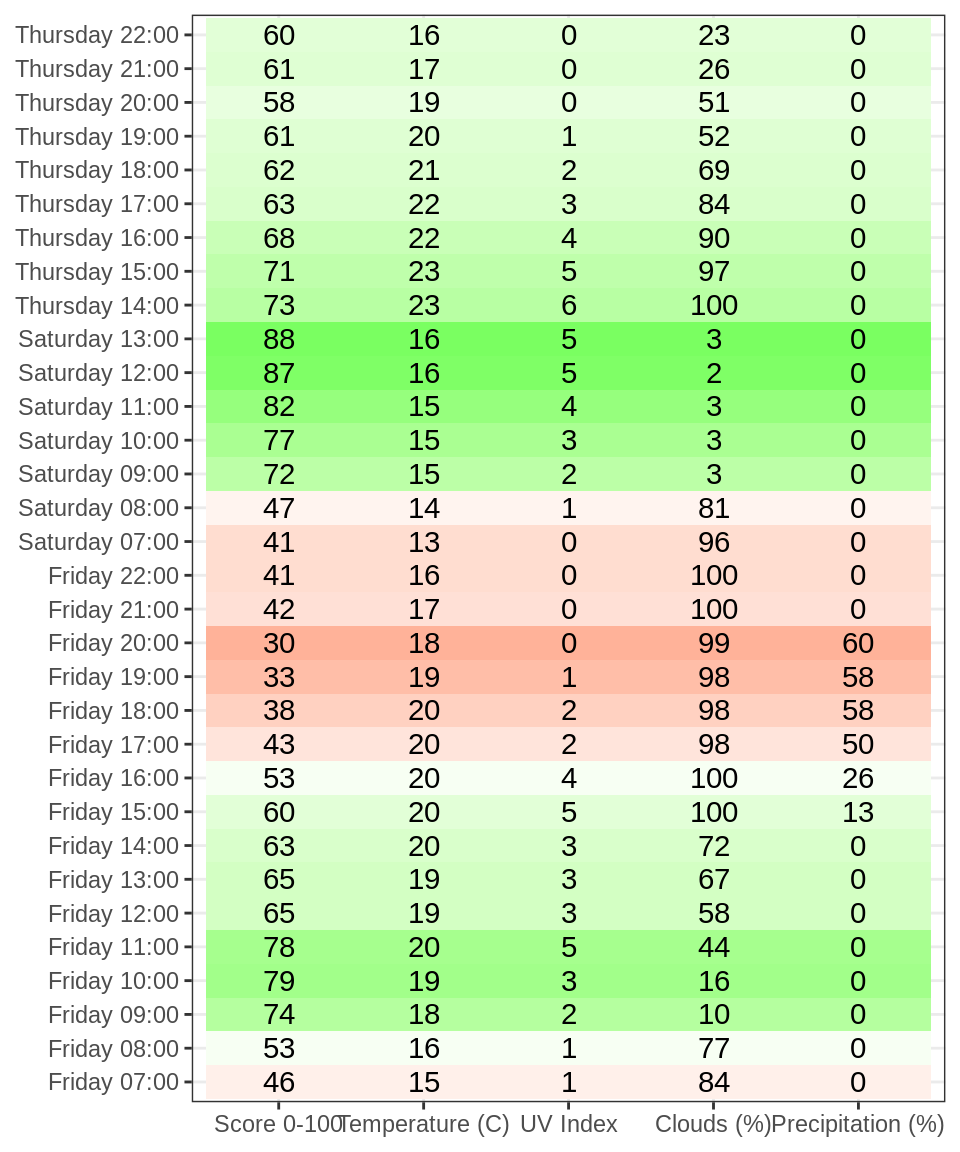 Thursday 22:00 60 16 0 23 0
Thursday 21:00 61 17 0 26 0
Thursday 20:00 58 19 0 51 0
Thursday 19:00 61 20 1 52 0
Thursday 18:00 62 21 2 69 0
Thursday 17:00 63 22 3 84 0
Thursday 16:00 68 22 4 90 0
Thursday 15:00 71 23 5 97 0
Thursday 14:00 73 23 6 100 0
Saturday 13:00 88 16 5 3 0
Saturday 12:00 87 16 5 2 0
Saturday 11:00 82 15 4 3 0
Saturday 10:00 77 15 3 3 0
Saturday 09:00 72 15 2 3 0
Saturday 08:00 47 14 1 81 0
Saturday 07:00 41 13 0 96 0
Friday 22:00 41 16 0 100 0
Friday 21:00 42 17 0 100 0
Friday 20:00 30 18 0 99 60
Friday 19:00 33 19 1 98 58
Friday 18:00 38 20 2 98 58
Friday 17:00 43 20 2 98 50
Friday 16:00 53 20 4 100 26
Friday 15:00 60 20 5 100 13
Friday 14:00 63 20 3 72 0
Friday 13:00 65 19 3 67 0
Friday 12:00 65 19 3 58 0
Friday 11:00 78 20 5 44 0
Friday 10:00 79 19 3 16 0
Friday 09:00 74 18 2 10 0
Friday 08:00 53 16 1 77 0
Friday 07:00 46 15 1 84 0
Score 0-100 Temperature (C) UV Index Clouds (%) Precipitation (%)